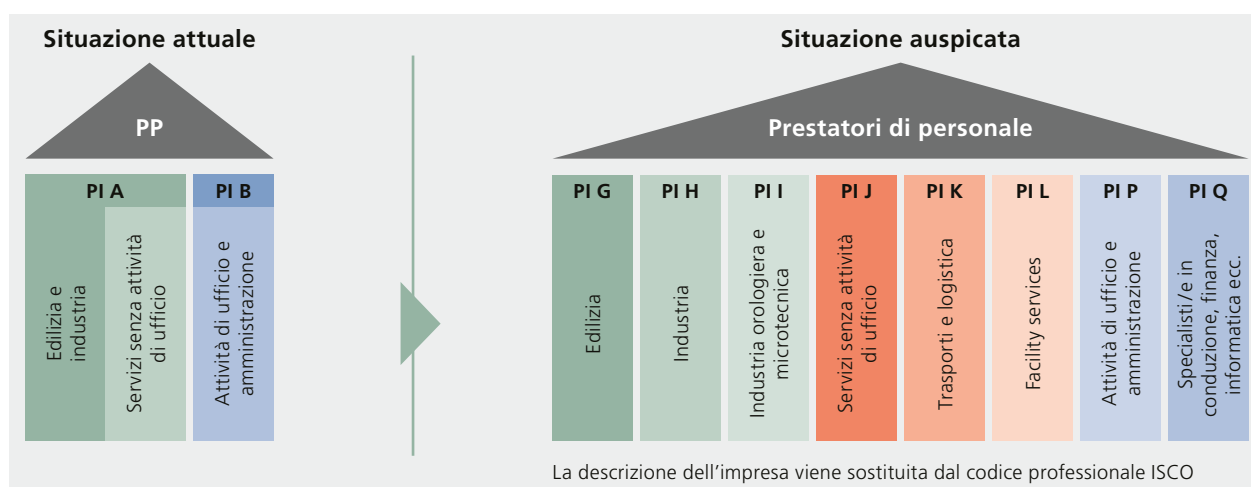 Situazione attuale
PP
PI A
PI B
Edilizia e
industria
Servizi senza attività
di ufficio
Attività di ufficio e
amministrazione
Situazione auspicata
Prestatori di personale
PI G
PI H
PI I
PI J
PI K
PI L
PI P
PI Q
Edilizia
Industria
Industria orologiera e
microtecnica
Servizi senza attività
di ufficio
Trasporti e logistica
Facility services
Attività di ufficio e
amministrazione
Specialisti/e in
conduzione, finanza,
informatica ecc.
La descrizione dell'impresa viene sostituita dal codice professionale ISCO